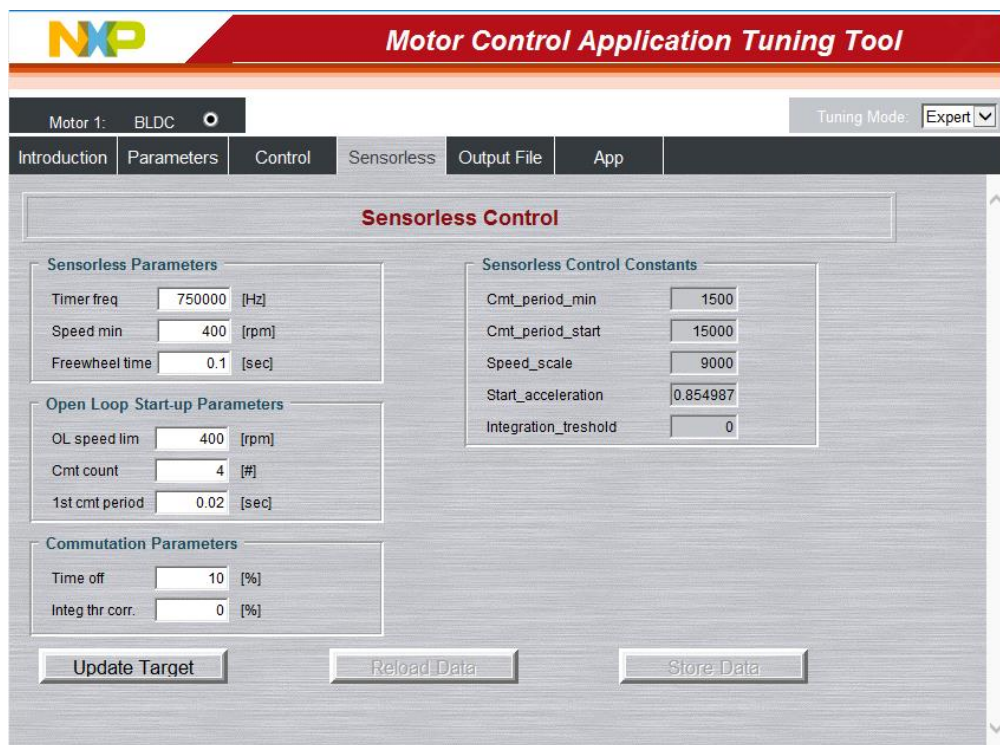 NXP
Motor Control Application Tuning Tool
Motor 1: BLDC
Tuning Mode: Expert
Introduction Parameters Control Sensorless Output File App
Sensorless Control
Sensorless Parameters
Timer freq 750000 [Hz]
Speed min 400 [rpm]
Freewheel time 0.1 [sec]
Open Loop Start-up Parameters
OL speed lim 400 [rpm]
Cmt count 4 [#]
1st cmt period 0.02 [sec]
Commutation Parameters
Time off 10 [%]
Integ thr corr. 0 [%]
Sensorless Control Constants
Cmt_period_min 1500
Cmt_period_start 15000
Speed_scale 9000
Start_acceleration 0.854987
Integration_treshold 0
Update Target Reload Data Store Data